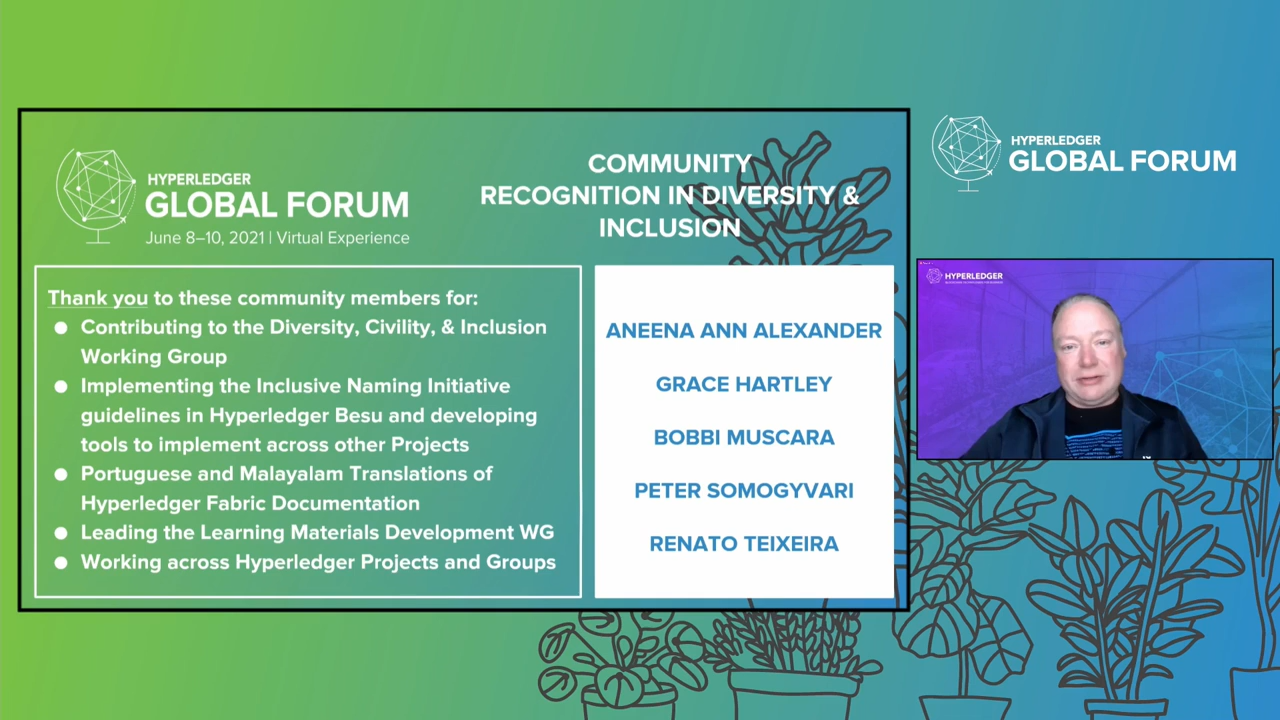 HYPERLEDGER
GLOBAL FORUM
June 8–10, 2021 | Virtual Experience
COMMUNITY
RECOGNITION IN DIVERSITY &
INCLUSION
Thank you to these community members for:
● Contributing to the Diversity, Civility, & Inclusion
Working Group
● Implementing the Inclusive Naming Initiative
guidelines in Hyperledger Besu and developing
tools to implement across other Projects
● Portuguese and Malayalam Translations of
Hyperledger Fabric Documentation
● Leading the Learning Materials Development WG
● Working across Hyperledger Projects and Groups
ANEENA ANN ALEXANDER
GRACE HARTLEY
BOBBI MUSCARA
PETER SOMOGYVARI
RENATO TEIXEIRA
HYPERLEDGER
GLOBAL FORUM
HYPERLEDGER